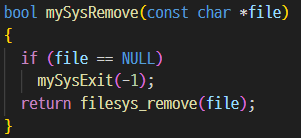 bool mySysRemove(const char *file)
{
  if (file == NULL)
    mySysExit(-1);
  return filesys_remove(file);
}